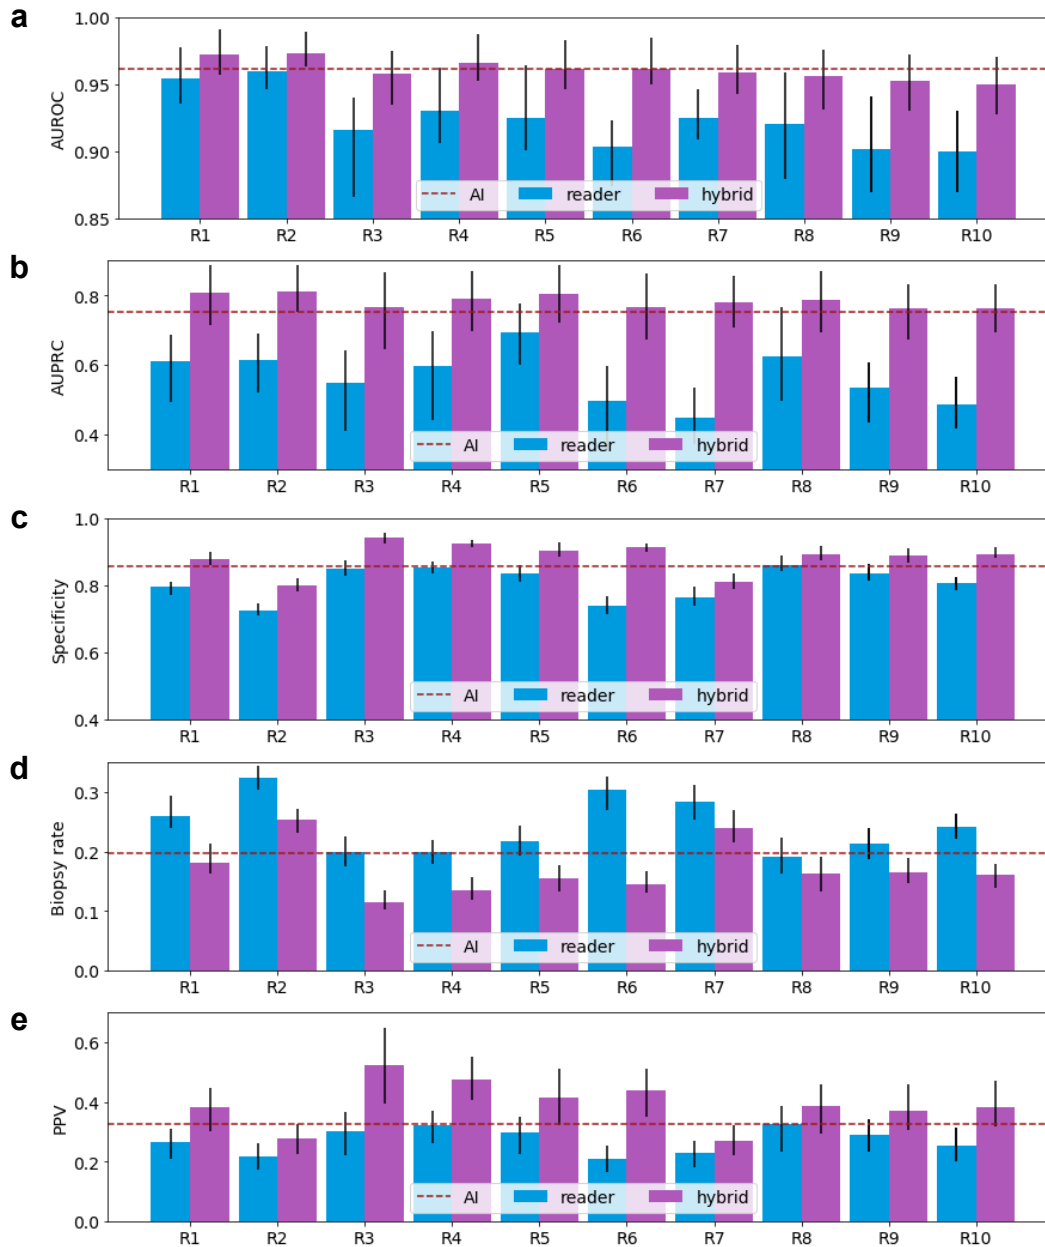 a
1.00
0.95
0.90
0.85
AUROC
AI reader hybrid
R1 R2 R3 R4 R5 R6 R7 R8 R9 R10
b
0.8
0.6
0.4
AUPRC
AI reader hybrid
R1 R2 R3 R4 R5 R6 R7 R8 R9 R10
c
1.0
0.8
0.6
0.4
Specificity
AI reader hybrid
R1 R2 R3 R4 R5 R6 R7 R8 R9 R10
d
0.3
0.2
0.1
0.0
Biopsy rate
AI reader hybrid
R1 R2 R3 R4 R5 R6 R7 R8 R9 R10
e
0.6
0.4
0.2
0.0
PPV
AI reader hybrid
R1 R2 R3 R4 R5 R6 R7 R8 R9 R10